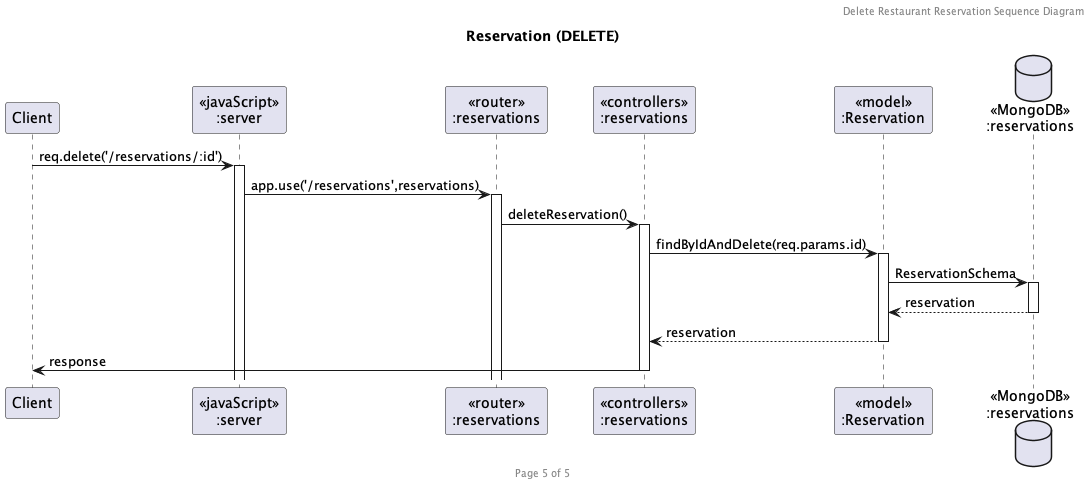 Delete Restaurant Reservation Sequence Diagram
Reservation (DELETE)
Client
«javaScript»
:server
«router»
:reservations
«controllers»
:reservations
«model»
:Reservation
«MongoDB»
:reservations
req.delete('/reservations/:id')
app.use('/reservations',reservations)
deleteReservation()
findByIdAndDelete(req.params.id)
ReservationSchema
reservation
reservation
response
Client
«javaScript»
:server
«router»
:reservations
«controllers»
:reservations
«model»
:Reservation
«MongoDB»
:reservations
Page 5 of 5